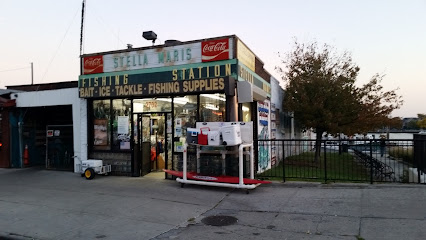 Coca-Cola STELLA MARIS Coca-Cola
FISHING STATION
BAIT · ICE · TACKLE · FISHING SUPPLIES